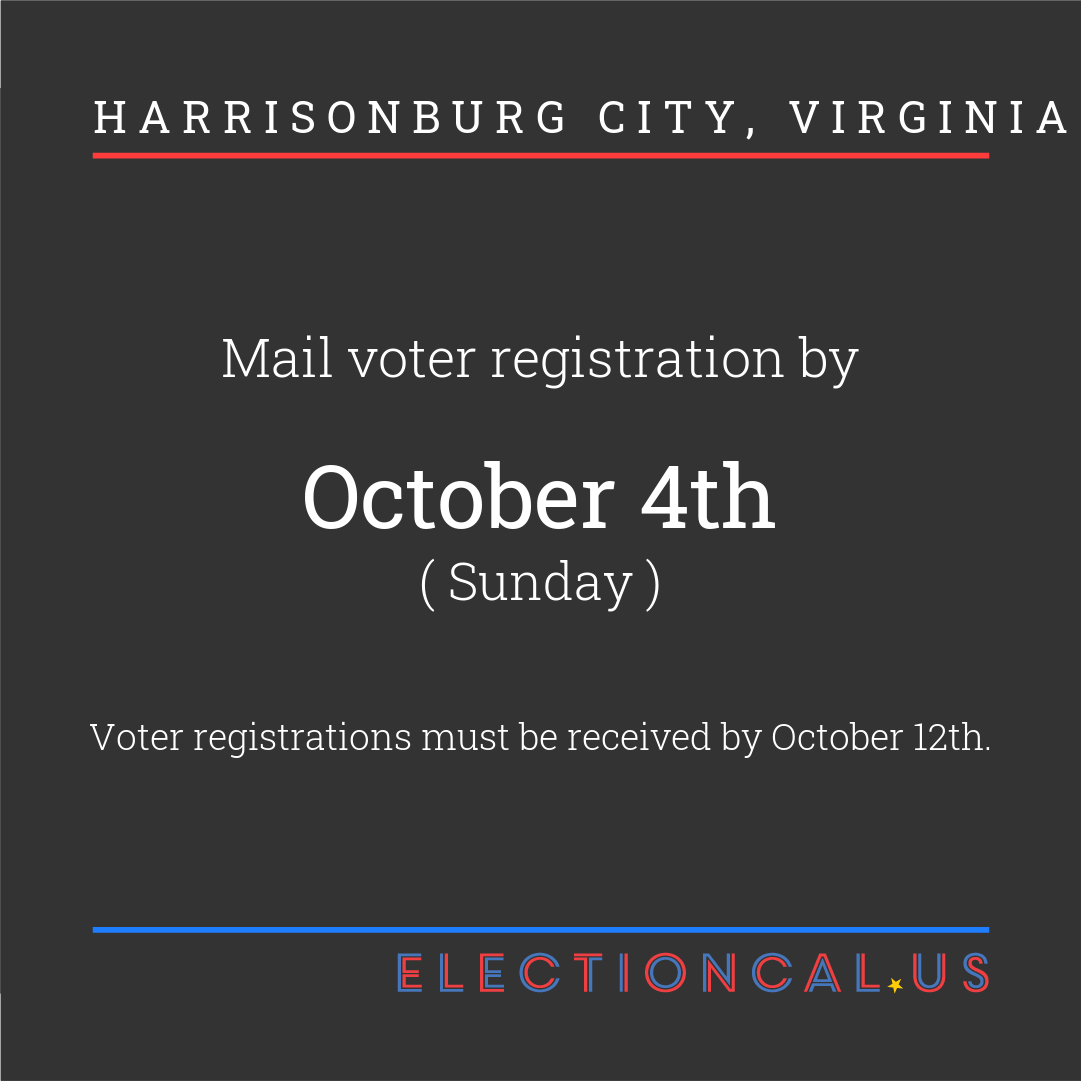 HARRISONBURG CITY, VIRGINIA
Mail voter registration by
October 4th
( Sunday )
Voter registrations must be received by October 12th.
ELECTIONCAL.US